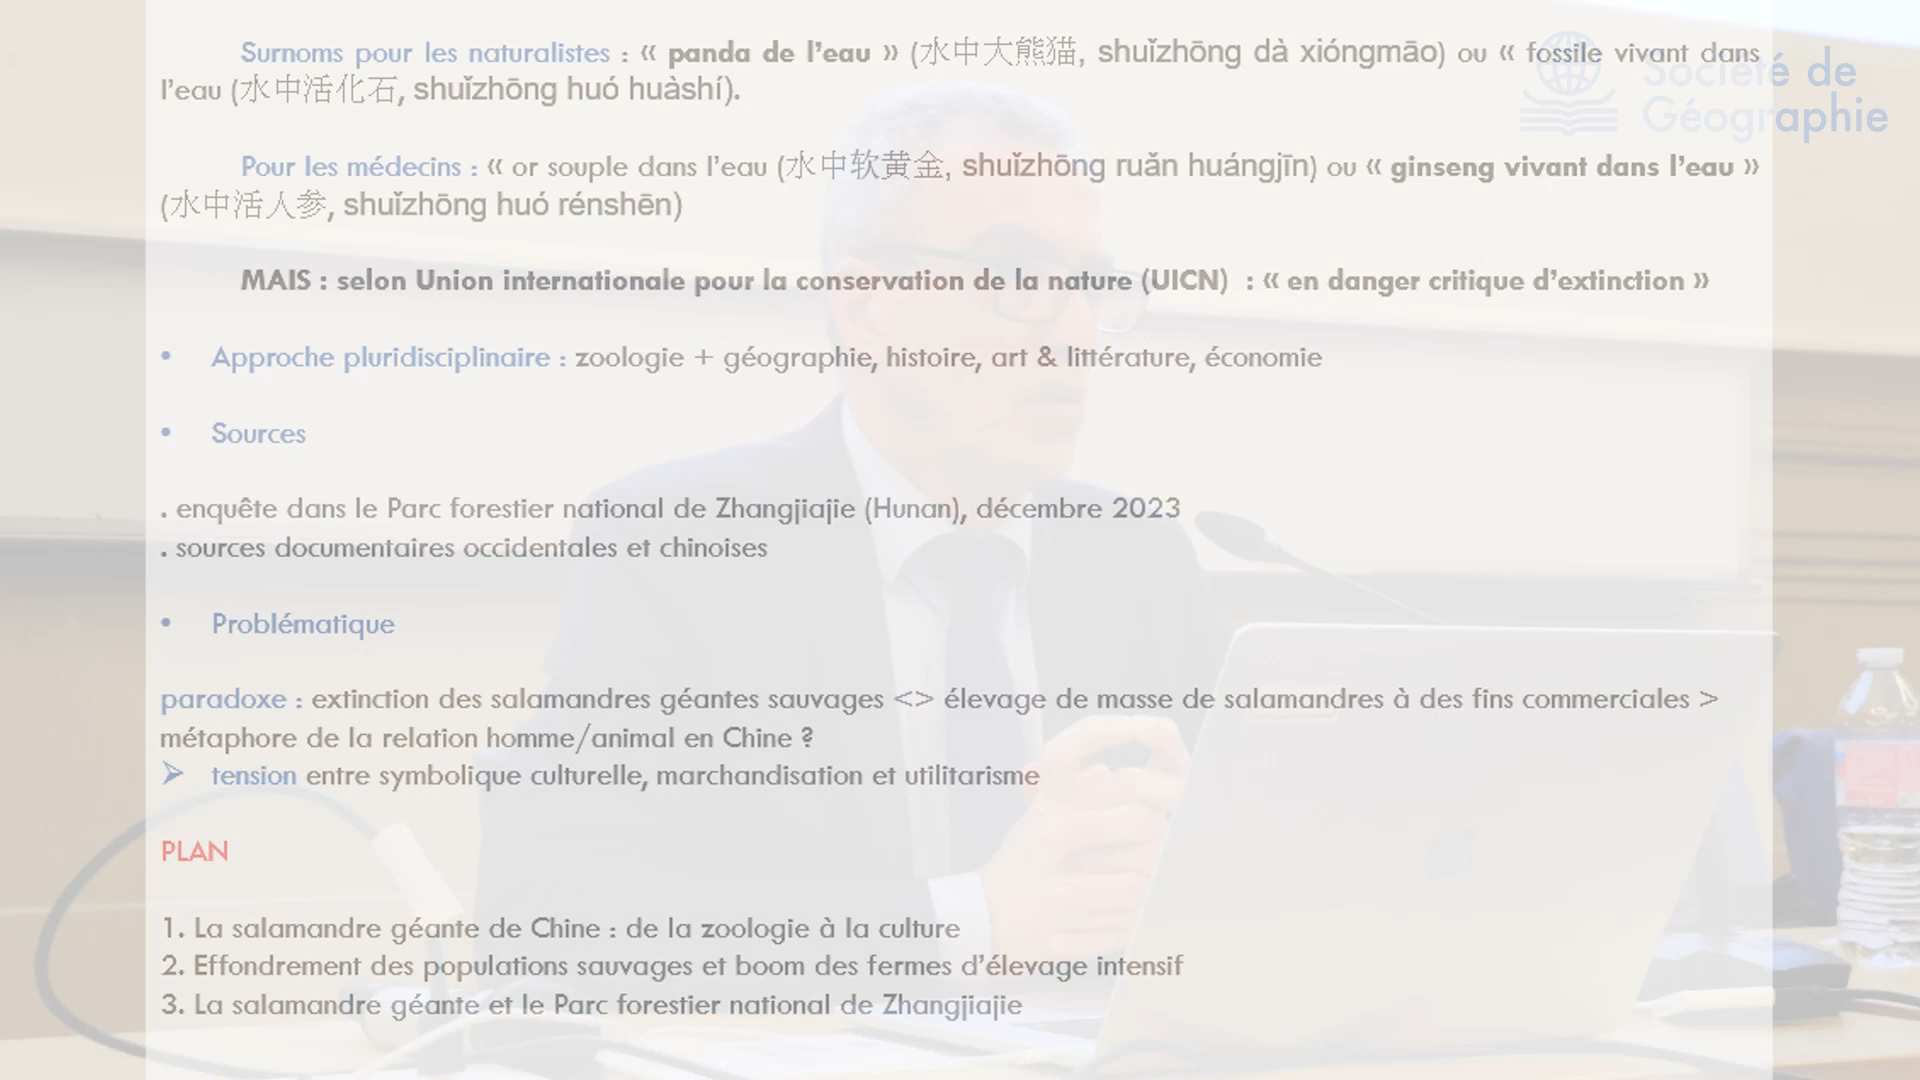 Surnoms pour les naturalistes : « panda de l’eau » (水中大熊猫, shuǐzhōng dà xióngmāo) ou « fossile vivant dans
l’eau (水中活化石, shuǐzhōng huó huàshí).
Société de
Géographie
Pour les médecins : « or souple dans l’eau (水中软黄金, shuǐzhōng ruǎn huángjīn) ou « ginseng vivant dans l’eau »
(水中活人参, shuǐzhōng huó rénshēn)
MAIS : selon Union internationale pour la conservation de la nature (UICN) : « en danger critique d’extinction »
• Approche pluridisciplinaire : zoologie + géographie, histoire, art & littérature, économie
• Sources
. enquête dans le Parc forestier national de Zhangjiajie (Hunan), décembre 2023
. sources documentaires occidentales et chinoises
• Problématique
paradoxe : extinction des salamandres géantes sauvages <> élevage de masse de salamandres à des fins commerciales >
métaphore de la relation homme/animal en Chine ?
➢ tension entre symbolique culturelle, marchandisation et utilitarisme
PLAN
1. La salamandre géante de Chine : de la zoologie à la culture
2. Effondrement des populations sauvages et boom des fermes d’élevage intensif
3. La salamandre géante et le Parc forestier national de Zhangjiajie